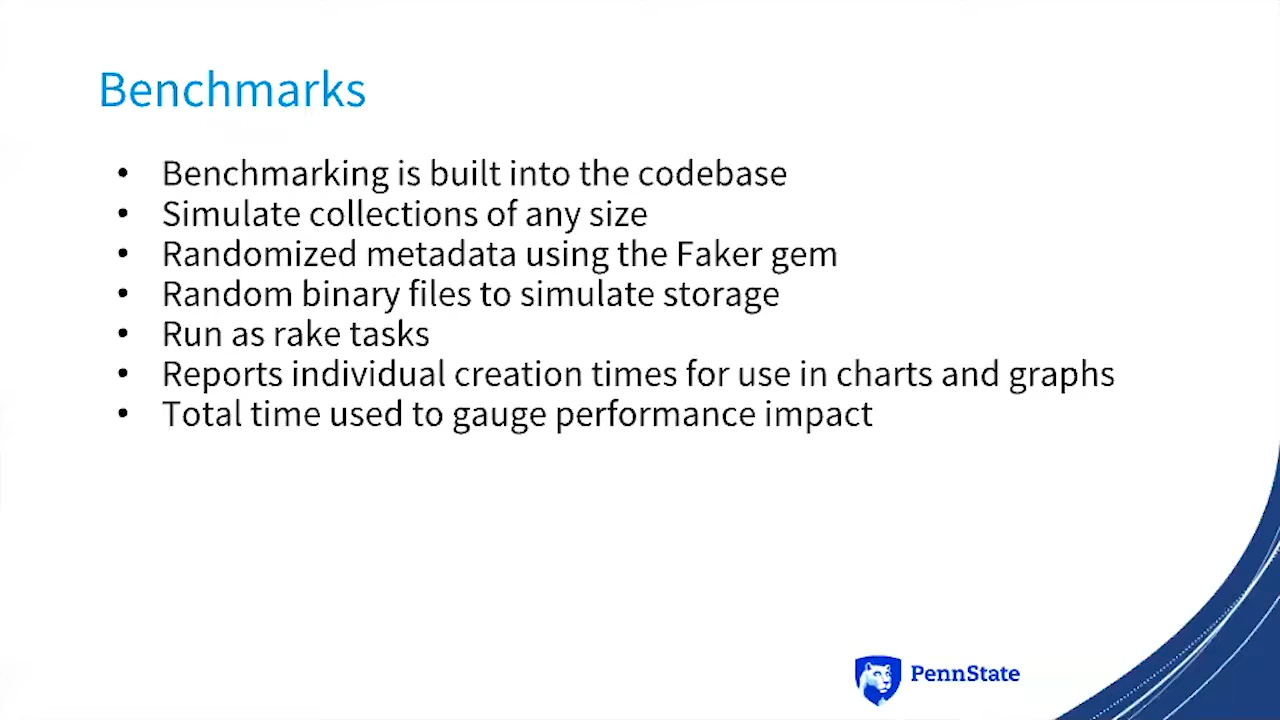 Benchmarks
• Benchmarking is built into the codebase
• Simulate collections of any size
• Randomized metadata using the Faker gem
• Random binary files to simulate storage
• Run as rake tasks
• Reports individual creation times for use in charts and graphs
• Total time used to gauge performance impact
PennState